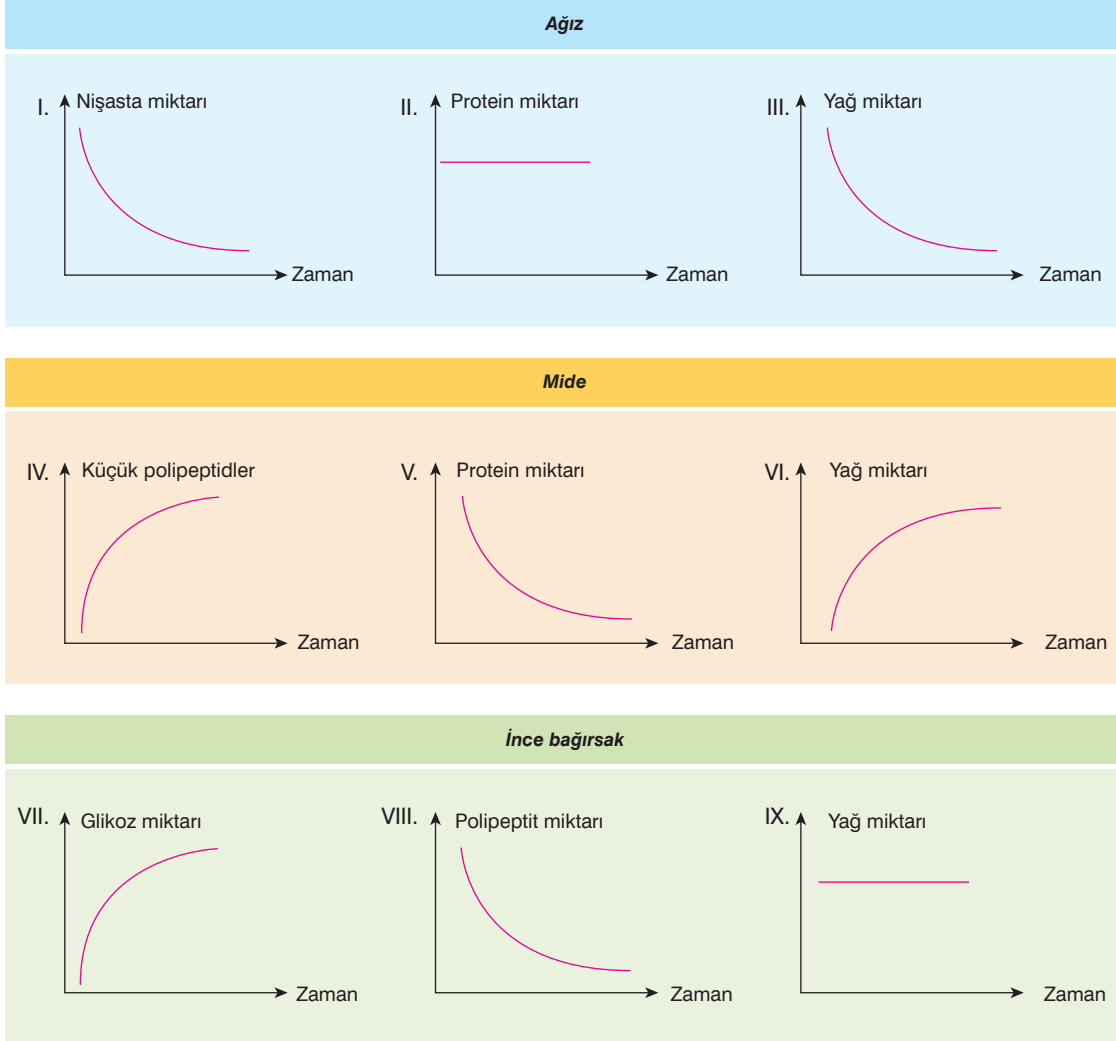 Ağız
I. Nişasta miktarı
Zaman
II. Protein miktarı
Zaman
III. Yağ miktarı
Zaman
Mide
IV. Küçük polipeptidler
Zaman
V. Protein miktarı
Zaman
VI. Yağ miktarı
Zaman
İnce bağırsak
VII. Glikoz miktarı
Zaman
VIII. Polipeptit miktarı
Zaman
IX. Yağ miktarı
Zaman